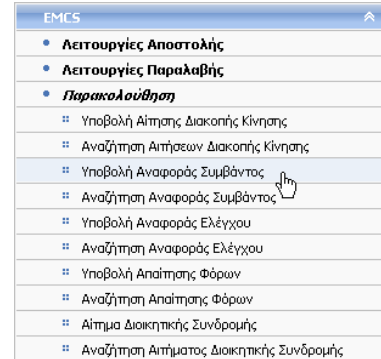 EMCS
Λειτουργίες Αποστολής
Λειτουργίες Παραλαβής
Παρακολούθηση
Υποβολή Αίτησης Διακοπής Κίνησης
Αναζήτηση Αιτήσεων Διακοπής Κίνησης
Υποβολή Αναφοράς Συμβάντος
Αναζήτηση Αναφοράς Συμβάντος
Υποβολή Αναφοράς Ελέγχου
Αναζήτηση Αναφοράς Ελέγχου
Υποβολή Απαίτησης Φόρων
Αναζήτηση Απαίτησης Φόρων
Αίτημα Διοικητικής Συνδρομής
Αναζήτηση Αιτήματος Διοικητικής Συνδρομής